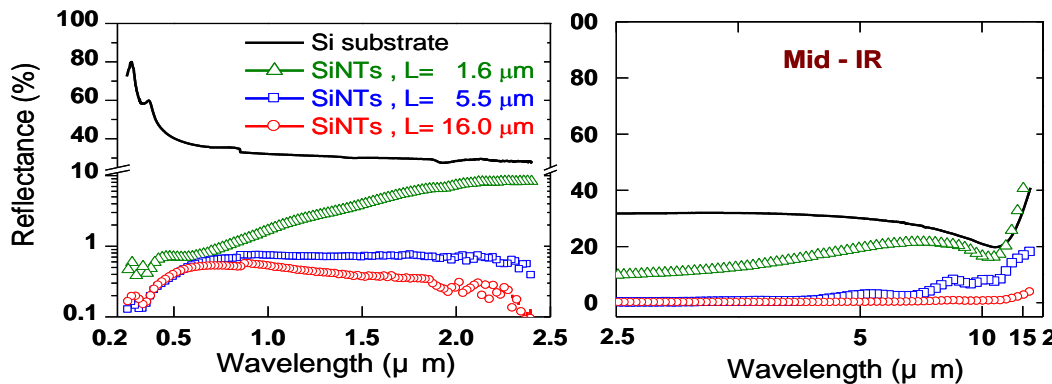 100
80
60
40
10
1
0.1
Reflectance (%)
Si substrate
SiNTs , L= 1.6 μm
SiNTs , L= 5.5 μm
SiNTs , L= 16.0 μm
0.2 0.5 1.0 1.5 2.0 2.5
Wavelength (μ m)
00
80
60
40
20
00
Mid - IR
2.5 5 10 15 2
Wavelength (μ m)